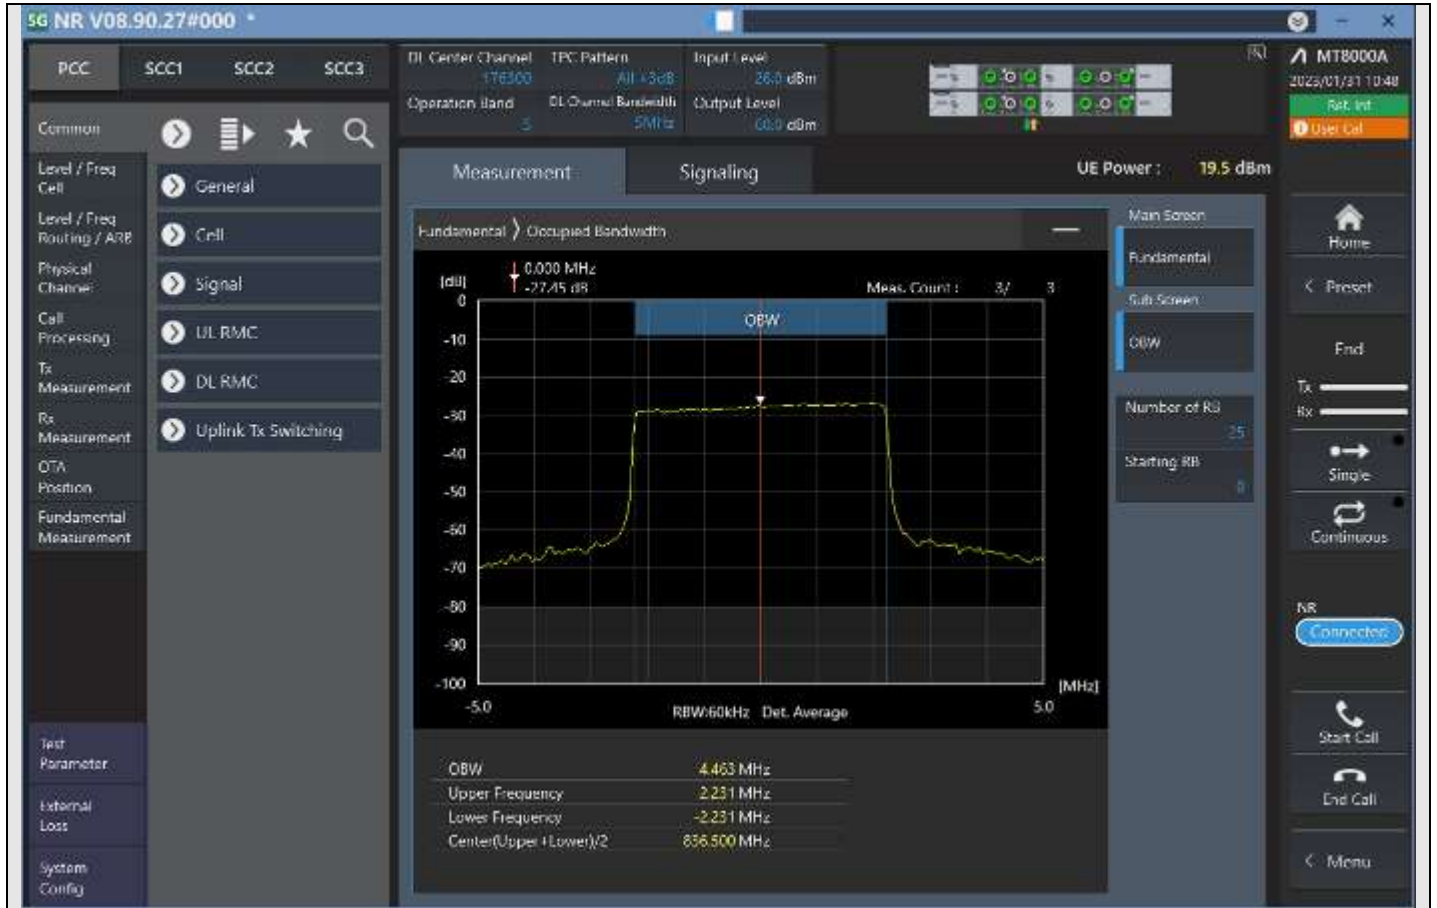 SG NR V08.90.27#000 *
PCC SCC1 SCC2 SCC3
DL Center Channel
176300
TPC Pattern
All +3dB
Input Level
26.0 dBm
Operation Band
5
DL Channel Bandwidth
5MHz
Output Level
-60.0 dBm
MT8000A
2023/01/31 10:48
Ref. Int
User Cal
Common
Level / Freq
Cell
Level / Freq
Routing / ARB
Physical
Channel
Call
Processing
Tx
Measurement
Rx
Measurement
OTA
Position
Fundamental
Measurement
Test
Parameter
External
Loss
System
Config
General
Cell
Signal
UL RMC
DL RMC
Uplink Tx Switching
Measurement Signaling
UE Power : 19.5 dBm
Fundamental Occupied Bandwidth
0.000 MHz
-27.45 dB
Meas. Count : 3/ 3
[dB]
OBW
0
-10
-20
-30
-40
-50
-60
-70
-80
-90
-100
-5.0
5.0
[MHz]
RBW:60kHz Det. Average
OBW 4.463 MHz
Upper Frequency 2.231 MHz
Lower Frequency -2.231 MHz
Center(Upper+Lower)/2 836.500 MHz
Main Screen
Fundamental
Sub Screen
OBW
Number of RB
25
Starting RB
0
Home
Preset
End
Tx
Rx
Single
Continuous
NR
Connected
Start Call
End Call
Menu